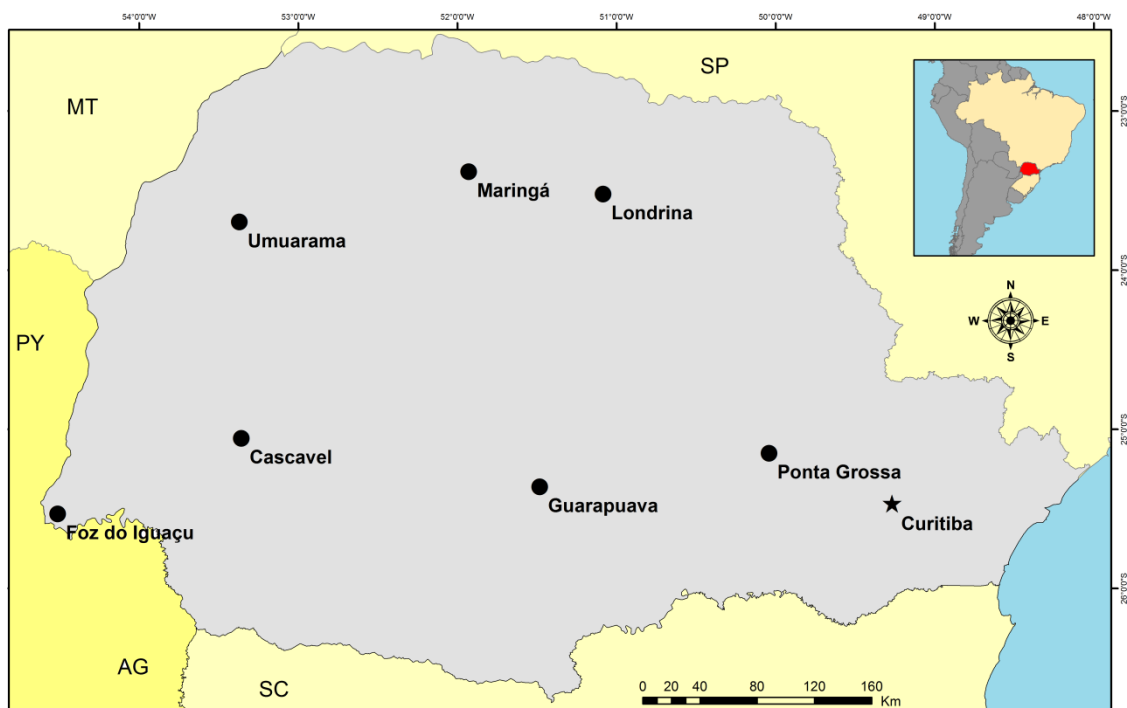 54°0'0"W 53°0'0"W 52°0'0"W 51°0'0"W 50°0'0"W 49°0'0"W 48°0'0"W
SP
MT
23°0'0"S
Maringá
Londrina
Umuarama
24°0'0"S
N
W E
S
PY
25°0'0"S
Cascavel
Ponta Grossa
Guarapuava
Curitiba
Foz do Iguaçu
26°0'0"S
AG
SC
0 20 40 80 120 160
Km